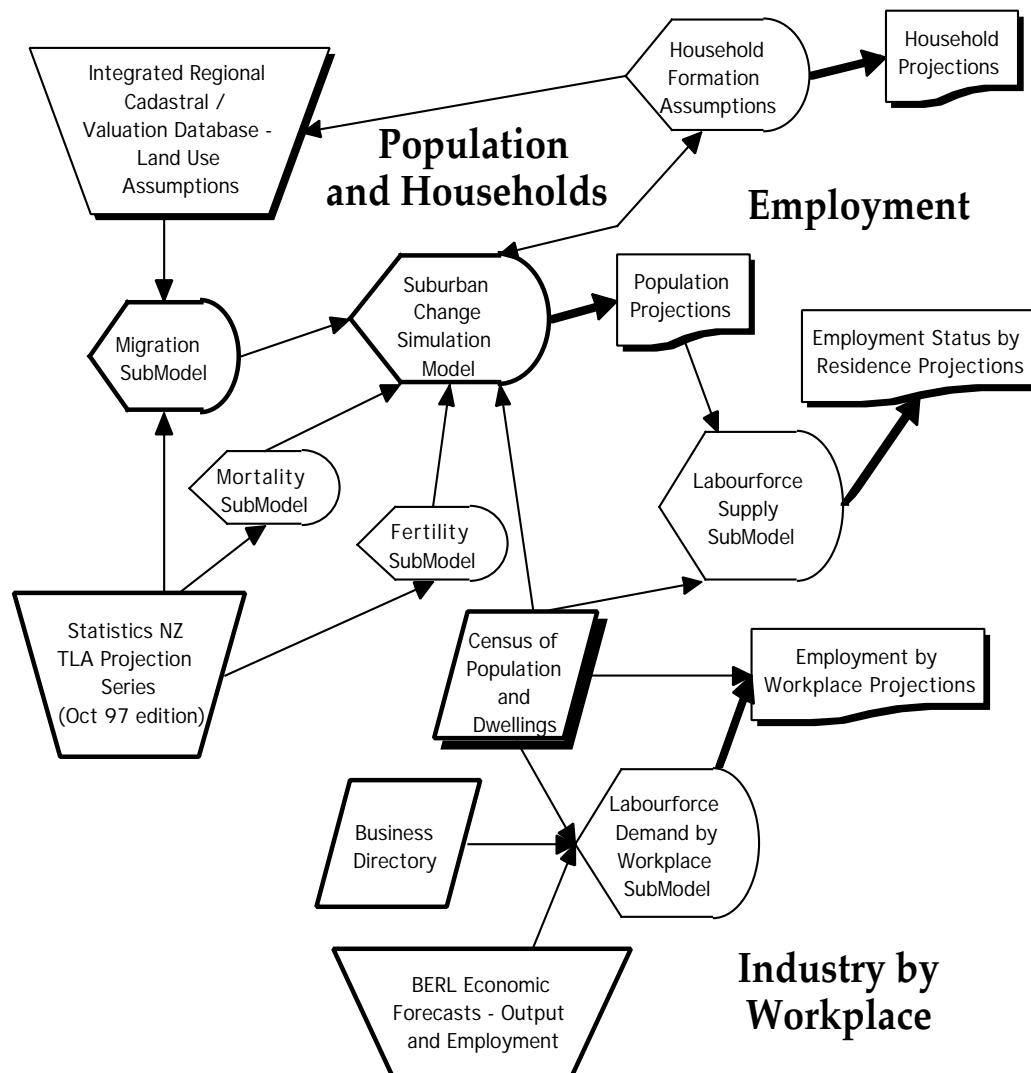 Integrated Regional
Cadastral /
Valuation Database -
Land Use
Assumptions
Household
Formation
Assumptions
Household
Projections
Population
and Households
Employment
Migration
SubModel
Suburban
Change
Simulation
Model
Population
Projections
Employment Status by
Residence Projections
Mortality
SubModel
Fertility
SubModel
Labourforce
Supply
SubModel
Statistics NZ
TLA Projection
Series
(Oct 97 edition)
Census of
Population
and
Dwellings
Employment by
Workplace Projections
Business
Directory
Labourforce
Demand by
Workplace
SubModel
BERL Economic
Forecasts - Output
and Employment
Industry by
Workplace